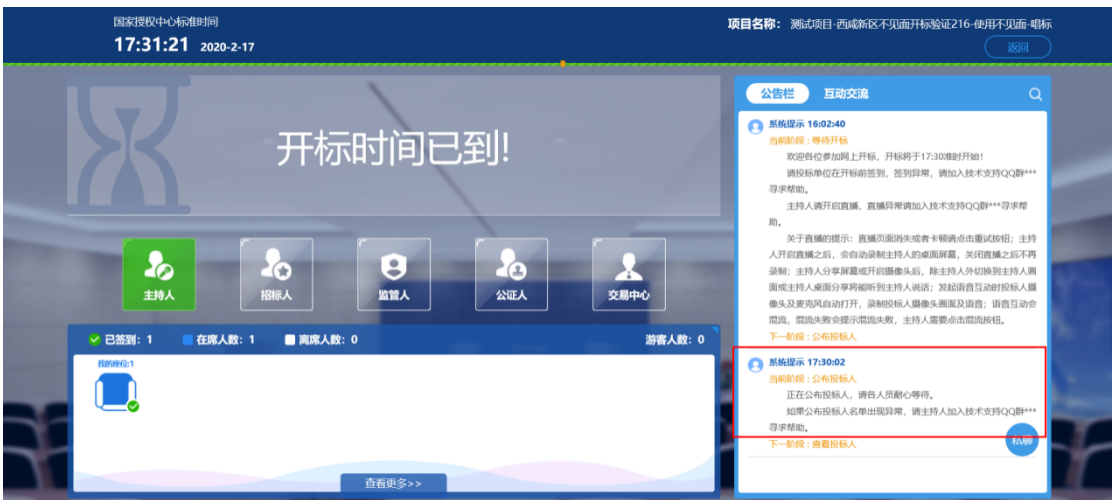 国家授权中心标准时间
17:31:21 2020-2-17
项目名称： 测试项目-西咸新区不见面开标验证216-使用不见面-唱标
返回
开标时间已到!
主持人
招标人
监管人
公证人
交易中心
已签到：1 在席人数：1 离席人数：0 游客人数：0
我的座位:1
查看更多>>
公告栏 互动交流
系统提示 16:02:40
当前阶段 : 等待开标
欢迎各位参加网上开标，开标将于17:30准时开始!
请投标单位在开标前签到，签到异常，请加入技术支持QQ群***
寻求帮助。
主持人请开启直播，直播异常请加入技术支持QQ群***寻求帮
助。
关于直播的提示：直播页面消失或者卡顿请点击重试按钮；主持
人开启直播之后，会自动录制主持人的桌面屏幕，关闭直播之后不再
录制；主持人分享屏幕或开启摄像头后，除主持人外切换到主持人画
面或主持人桌面分享将能听到主持人说话；发起语音互动时投标人摄
像头及麦克风自动打开，录制投标人摄像头画面及语音；语音互动会
混流，混流失败会提示混流失败，主持人需要点击混流按钮。
下一阶段 : 公布投标人
系统提示 17:30:02
当前阶段 : 公布投标人
正在公布投标人，请各人员耐心等待。
如果公布投标人名单出现异常，请主持人加入技术支持QQ群***
寻求帮助。
下一阶段 : 查看投标人
私聊